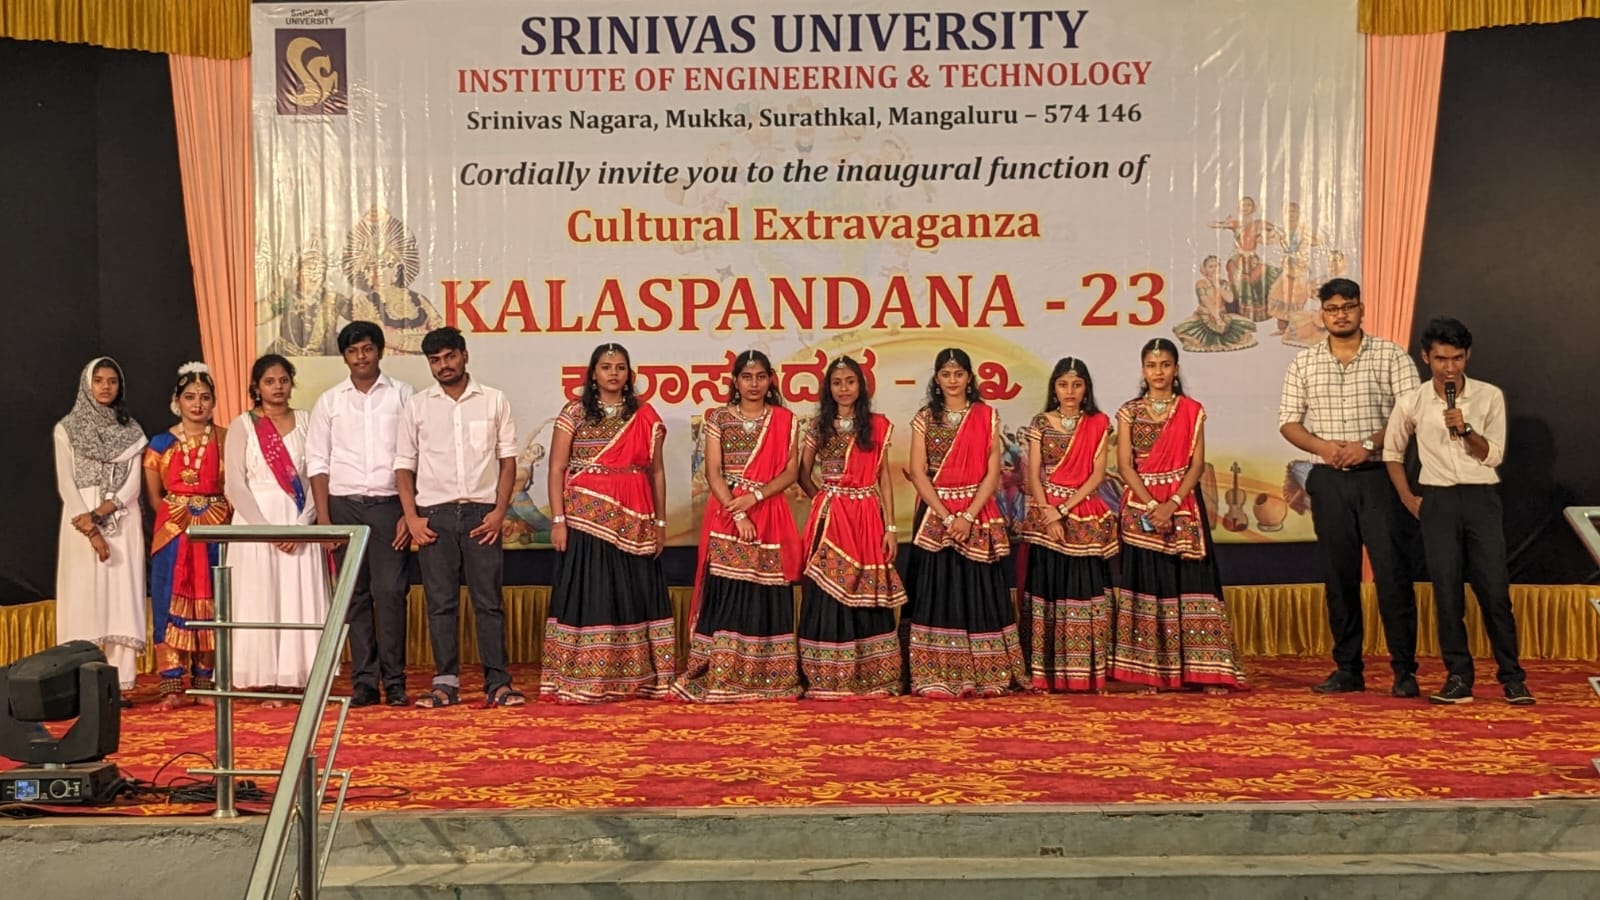 SRINIVAS
UNIVERSITY
SRINIVAS UNIVERSITY
INSTITUTE OF ENGINEERING & TECHNOLOGY
Srinivas Nagara, Mukka, Surathkal, Mangaluru – 574 146
Cordially invite you to the inaugural function of
Cultural Extravaganza
KALASPANDANA - 23